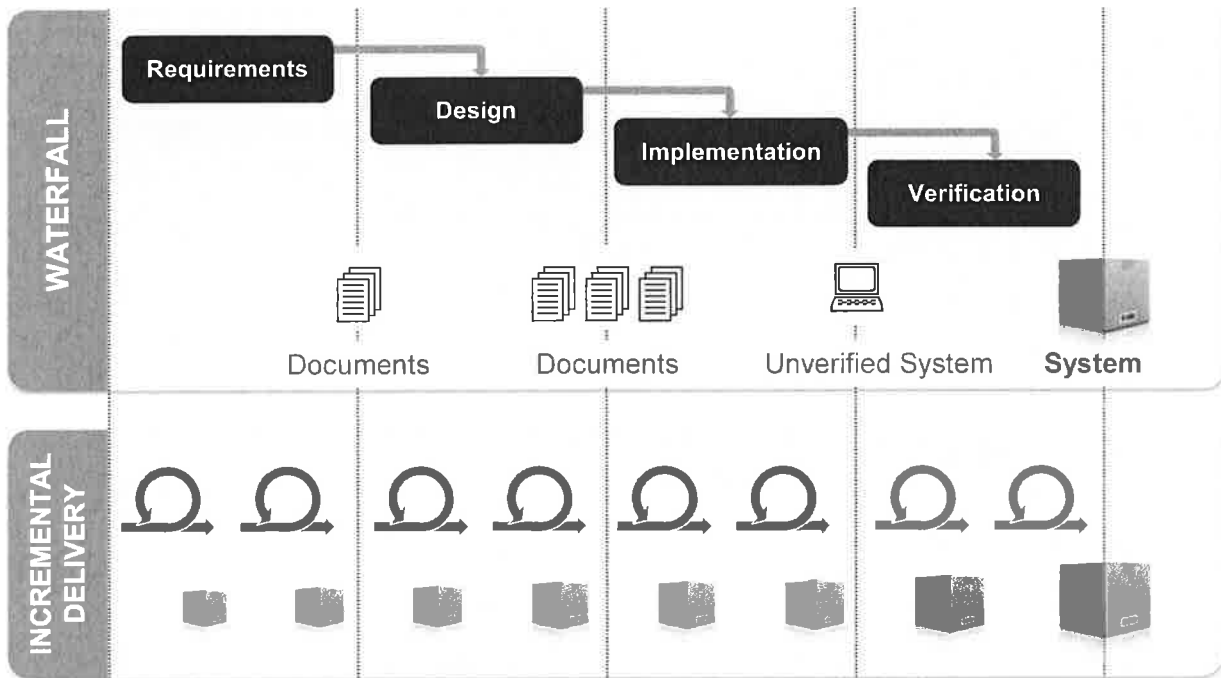 WATERFALL
Requirements
Design
Implementation
Verification
Documents
Documents
Unverified System
System
INCREMENTAL
DELIVERY